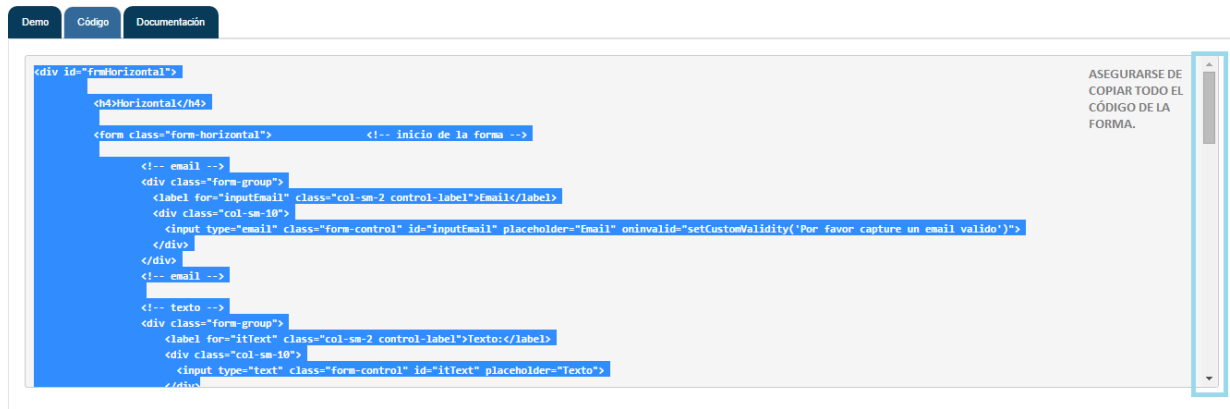 Demo Código Documentación
<div id="frmHorizontal">
ASEGURARSE DE
COPIAR TODO EL
CÓDIGO DE LA
FORMA.
<h4>Horizontal</h4>
<form class="form-horizontal"> <!-- inicio de la forma -->
<!-- email -->
<div class="form-group">
<label for="inputEmail" class="col-sm-2 control-label">Email</label>
<div class="col-sm-10">
<input type="email" class="form-control" id="inputEmail" placeholder="Email" oninvalid="setCustomValidity('Por favor capture un email valido')">
</div>
</div>
<!-- email -->
<!-- texto -->
<div class="form-group">
<label for="itText" class="col-sm-2 control-label">Texto:</label>
<div class="col-sm-10">
<input type="text" class="form-control" id="itText" placeholder="Texto">
</div>